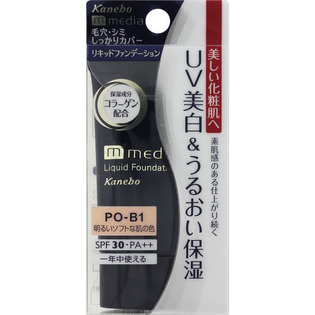 Kanebo
media
毛穴・シミ
しっかりカバー
リキッドファンデーション
保湿成分
コラーゲン
配合
med
Liquid Foundat
Kanebo
PO-B1
明るいソフトな肌の色
SPF 30・PA++
一年中使える
美しい化粧肌へ
UV美白&うるおい保湿
素肌感のある仕上がり続く